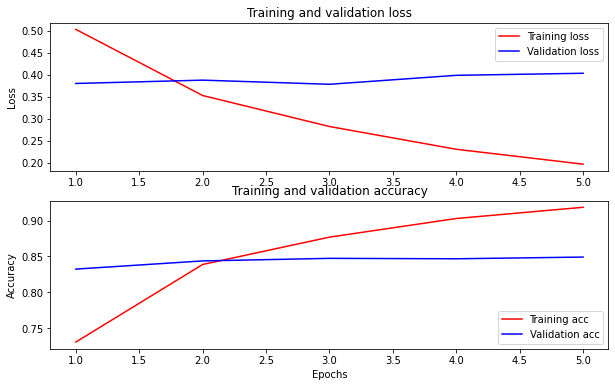 Training and validation loss
0.50
0.45
0.40
0.35
0.30
0.25
0.20
Loss
Training loss
Validation loss
1.0 1.5 2.0 2.5 3.0 3.5 4.0 4.5 5.0
Training and validation accuracy
0.90
0.85
0.80
0.75
Accuracy
Training acc
Validation acc
1.0 1.5 2.0 2.5 3.0 3.5 4.0 4.5 5.0
Epochs